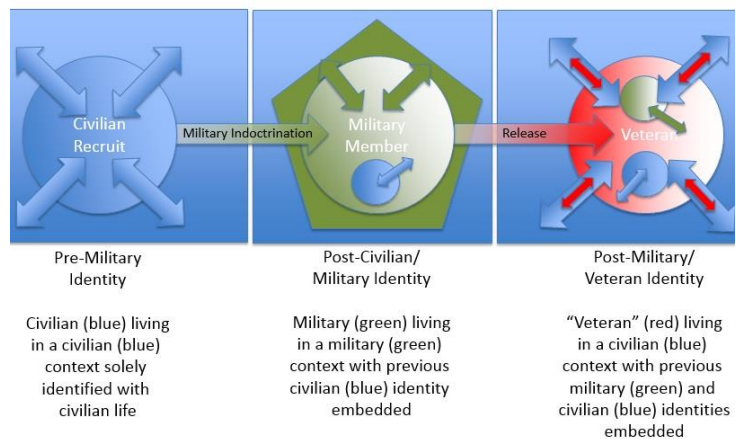 Civilian
Recruit
Military Indoctrination
Military
Member
Release
Veteran
Pre-Military
Identity
Post-Civilian/
Military Identity
Post-Military/
Veteran Identity
Civilian (blue) living
in a civilian (blue)
context solely
identified with
civilian life
Military (green) living
in a military (green)
context with previous
civilian (blue) identity
embedded
“Veteran” (red) living
in a civilian (blue)
context with previous
military (green) and
civilian (blue) identities
embedded